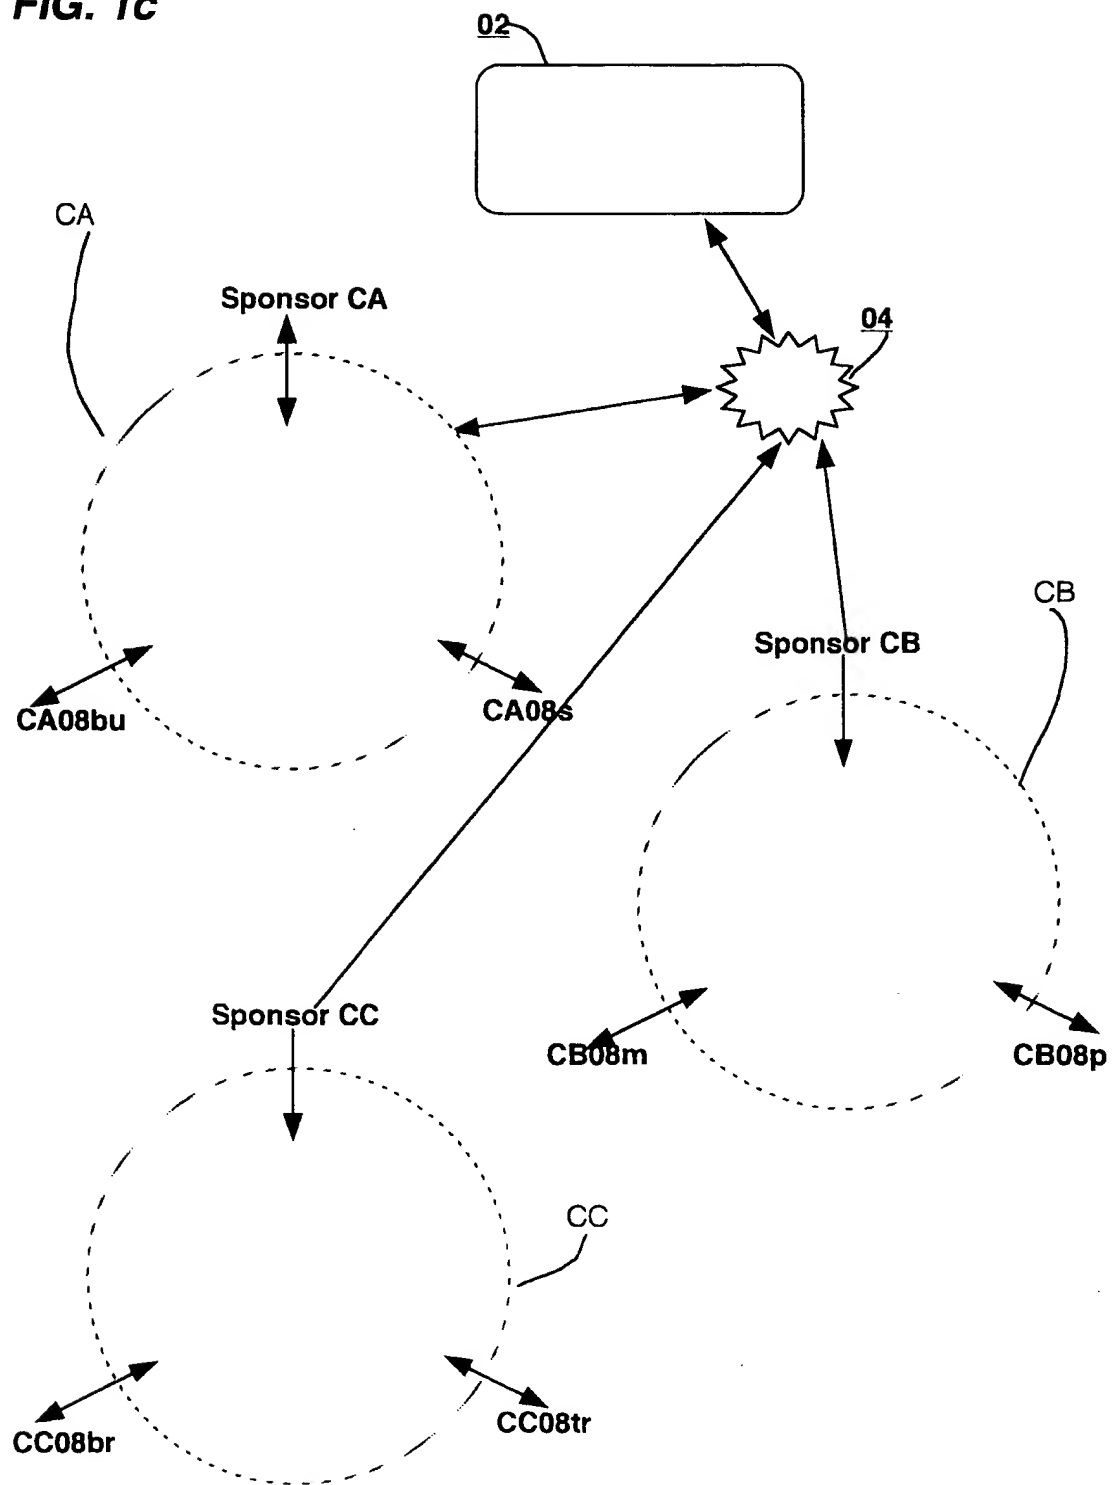 FIG. 1c
02
CA
Sponsor CA
04
CB
Sponsor CB
CA08bu
CA08s
Sponsor CC
CB08m
CB08p
CC
CC08br
CC08tr